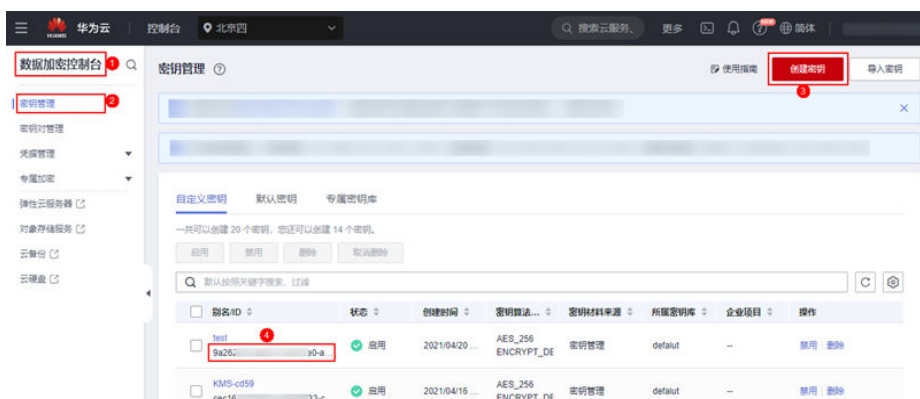 HUAWEI 华为云 控制台 北京四 搜索云服务、 更多 NEW 简体
数据加密控制台 1 密钥管理 使用指南 创建密钥 导入密钥
3
密钥管理 2
密钥对管理
凭据管理
专属加密
弹性云服务器
对象存储服务
云备份
云硬盘
自定义密钥 默认密钥 专属密钥库
一共可以创建 20 个密钥,您还可以创建 14 个密钥。
启用 禁用 删除 取消删除
默认按照关键字搜索、过滤
别名/ID 状态 创建时间 密钥算法... 密钥材料来源 所属密钥库 企业项目 操作
test 4
9a262 e0-a... 启用 2021/04/20 ... AES_256 密钥管理 defalut -- 禁用 删除
ENCRYPT_DE
KMS-cd59
启用 2021/04/16 ... AES_256 密钥管理 defalut -- 禁用 删除
ENCRYPT_DE